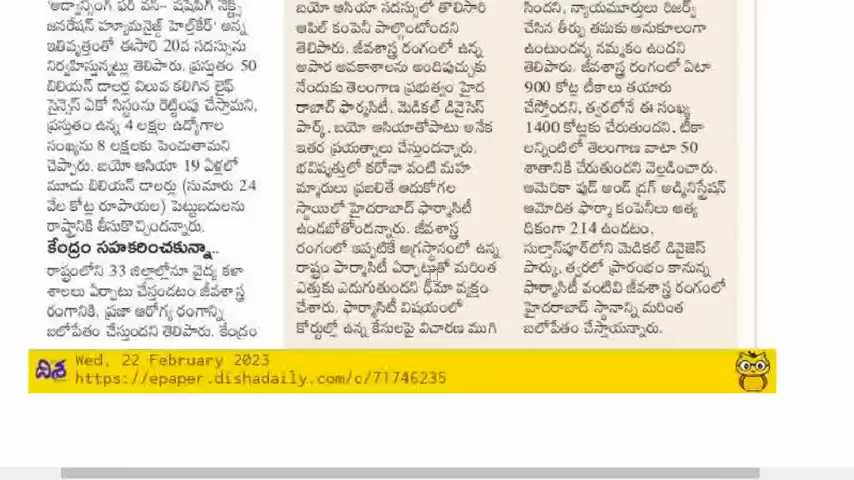 'అడ్వాన్సింగ్ ఫర్ వన్- షేపింగ్ నెక్స్ట్
జనరేషన్ హ్యూమనైజ్డ్ హెల్త్‌కేర్' అన్న
ఇతివృత్తంతో ఈసారి 20వ సదస్సును
నిర్వహిస్తున్నట్లు తెలిపారు. ప్రస్తుతం 50
బిలియన్ డాలర్ల విలువ కలిగిన లైఫ్
సైన్సెస్ ఏకో సిస్టంను రెట్టింపు చేస్తామని,
ప్రస్తుతం ఉన్న 4 లక్షల ఉద్యోగాల
సంఖ్యను 8 లక్షలకు పెంచుతామని
చెప్పారు. బయో ఆసియా 19 ఏళ్లలో
మూడు బిలియన్ డాలర్లు (సుమారు 24
వేల కోట్ల రూపాయల) పెట్టుబడులను
రాష్ట్రానికి తీసుకొచ్చిందన్నారు.
కేంద్రం సహకరించకున్నా..
రాష్ట్రంలోని 33 జిల్లాల్లోనూ వైద్య కళా
శాలలు ఏర్పాటు చేస్తుండటం జీవశాస్త్ర
రంగానికి, ప్రజా ఆరోగ్య రంగాన్ని
బలోపేతం చేస్తుందని తెలిపారు. కేంద్రం
బయో ఆసియా సదస్సులో తొలిసారి
ఆపిల్ కంపెనీ పాల్గొంటోందని
తెలిపారు. జీవశాస్త్ర రంగంలో ఉన్న
అపార అవకాశాలను అందిపుచ్చుకు
నేందుకు తెలంగాణ ప్రభుత్వం హైద
రాబాద్ ఫార్మసిటీ, మెడికల్ డివైసెస్
పార్క్, బయో ఆసియాతోపాటు అనేక
ఇతర ప్రయత్నాలు చేస్తుందన్నారు.
భవిష్యత్తులో కరోనా వంటి మహ
మ్మారులు ప్రబలితే ఆదుకోగల
స్థాయిలో హైదరాబాద్ ఫార్మాసిటీ
ఉండబోతోందన్నారు. జీవశాస్త్ర
రంగంలో ఇప్పటికే అగ్రస్థానంలో ఉన్న
రాష్ట్రం ఫార్మాసిటీ ఏర్పాటుతో మరింత
ఎత్తుకు ఎదుగుతుందని ధీమా వ్యక్తం
చేశారు. ఫార్మాసిటీ విషయంలో
కోర్టుల్లో ఉన్న కేసులపై విచారణ ముగి
సిందని, న్యాయమూర్తులు రిజర్వ్
చేసిన తీర్పు తమకు అనుకూలంగా
ఉంటుందన్న నమ్మకం ఉందని
తెలిపారు. జీవశాస్త్ర రంగంలో ఏటా
900 కోట్ల టీకాలు తయారు
చేస్తోందని, త్వరలోనే ఈ సంఖ్య
1400 కోట్లకు చేరుతుందని, టీకా
లన్నింటిలో తెలంగాణ వాటా 50
శాతానికి చేరుతుందని వెల్లడించారు.
అమెరికా ఫుడ్ అండ్ డ్రగ్ అడ్మినిస్ట్రేషన్
ఆమోదిత ఫార్మా కంపెనీలు అత్య
ధికంగా 214 ఉండటం,
సుల్తాన్‌పూర్‌లోని మెడికల్ డివైజెస్
పార్కు, త్వరలో ప్రారంభం కానున్న
ఫార్మాసిటీ వంటివి జీవశాస్త్ర రంగంలో
హైదరాబాద్ స్థానాన్ని మరింత
బలోపేతం చేస్తాయన్నారు.
దిశ
Wed, 22 February 2023
https://epaper.dishadaily.com/c/71746235